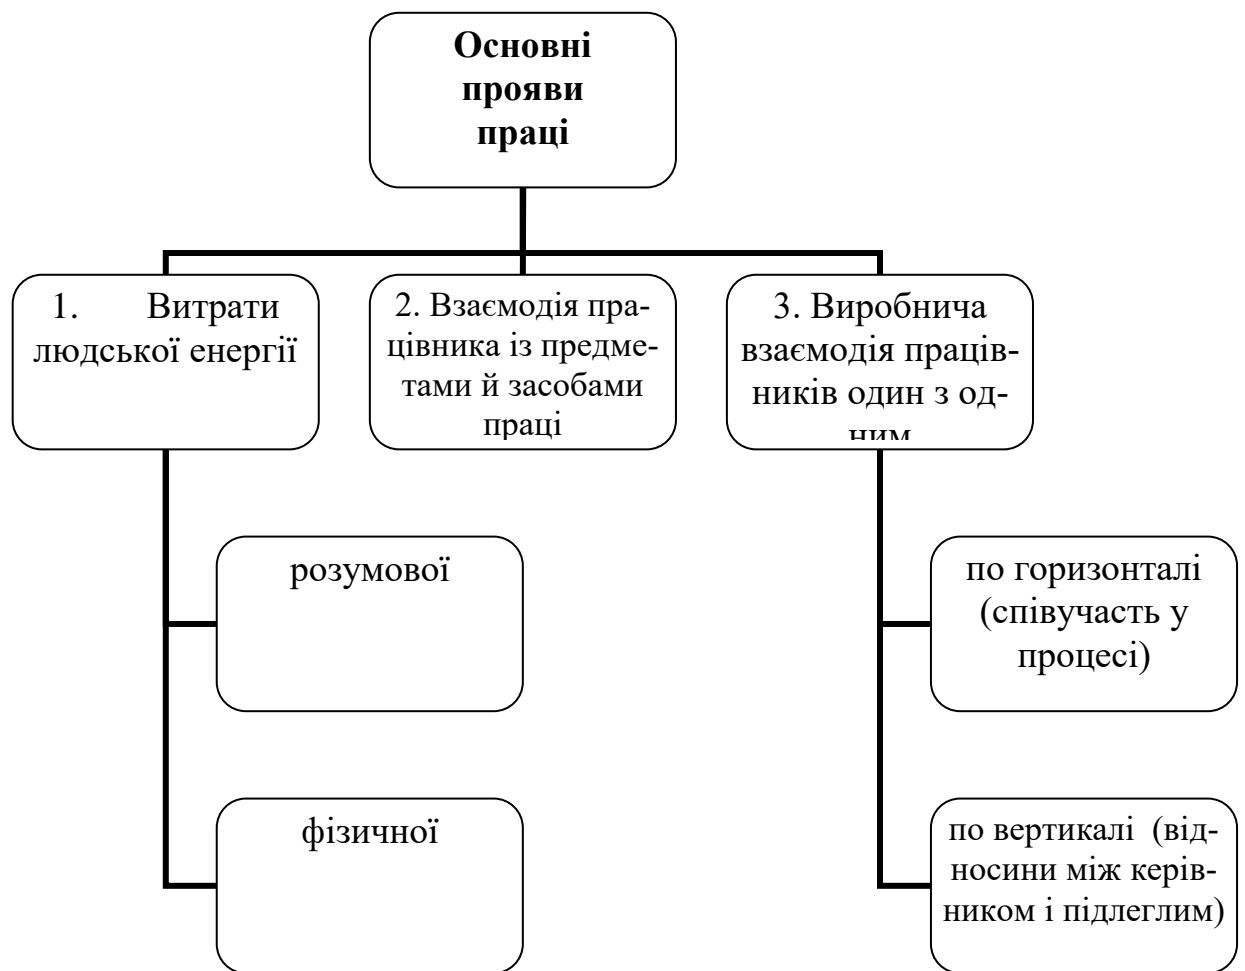 Основні
прояви
праці
1. Витрати
людської енергії
2. Взаємодія пра-
цівника із предме-
тами й засобами
праці
3. Виробнича
взаємодія праців-
ників один з од-
ним
розумової
фізичної
по горизонталі
(співучасть у
процесі)
по вертикалі (від-
носини між керів-
ником і підлеглим)